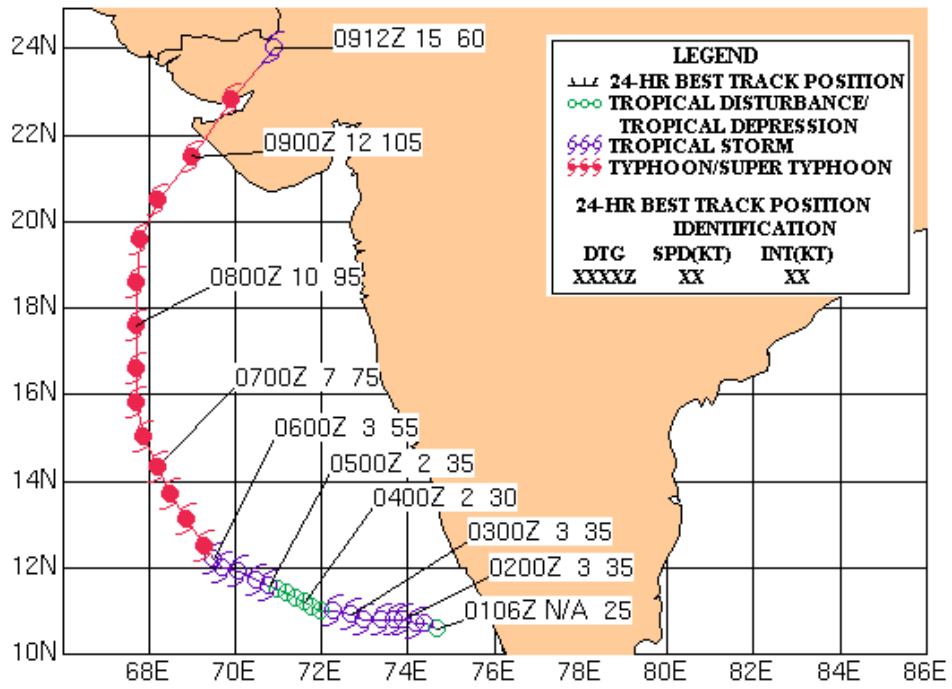 24N
22N
20N
18N
16N
14N
12N
10N
0912Z 15 60
0900Z 12 105
0800Z 10 95
0700Z 7 75
0600Z 3 55
0500Z 2 35
0400Z 2 30
0300Z 3 35
0200Z 3 35
0106Z N/A 25
LEGEND
24-HR BEST TRACK POSITION
TROPICAL DISTURBANCE/
TROPICAL DEPRESSION
TROPICAL STORM
TYPHOON/SUPER TYPHOON
24-HR BEST TRACK POSITION
IDENTIFICATION
DTG SPD(KT) INT(KT)
XXXXZ XX XX
68E 70E 72E 74E 76E 78E 80E 82E 84E 86E